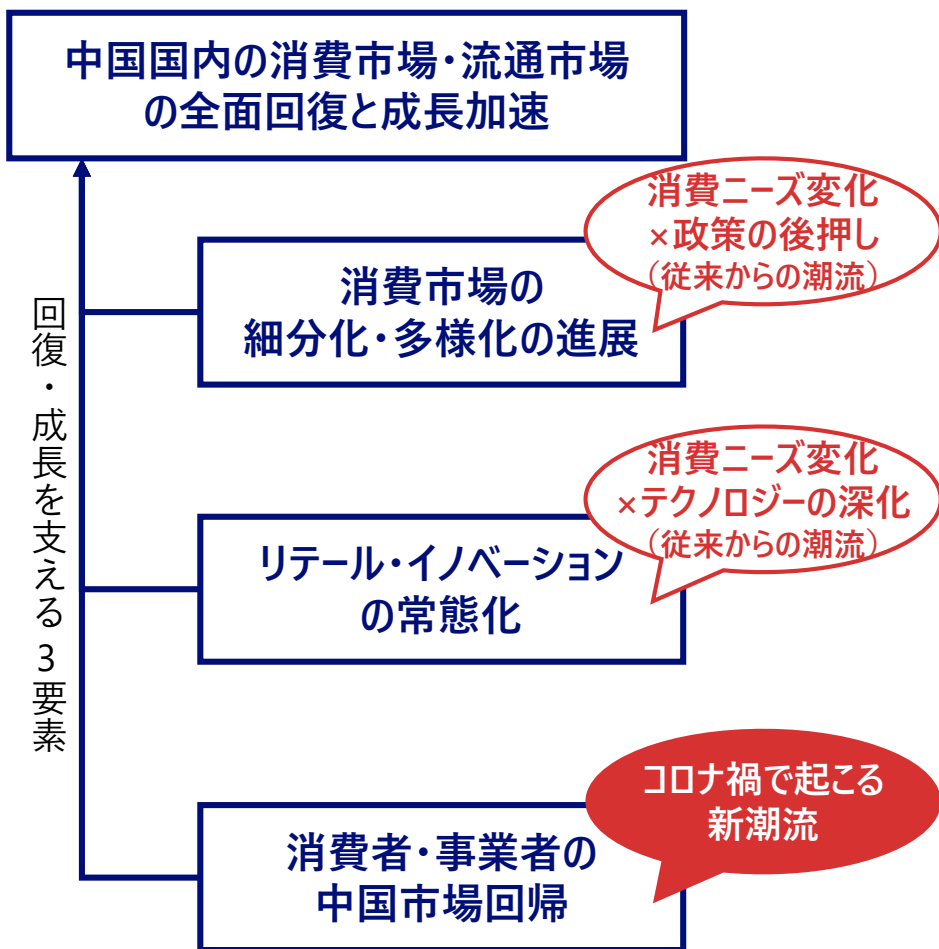 中国国内の消費市場・流通市場
の全面回復と成長加速
消費ニーズ変化
×政策の後押し
（従来からの潮流）
消費市場の
細分化・多様化の進展
回復・成長を支える3要素
消費ニーズ変化
×テクノロジーの深化
（従来からの潮流）
リテール・イノベーション
の常態化
コロナ禍で起こる
新潮流
消費者・事業者の
中国市場回帰